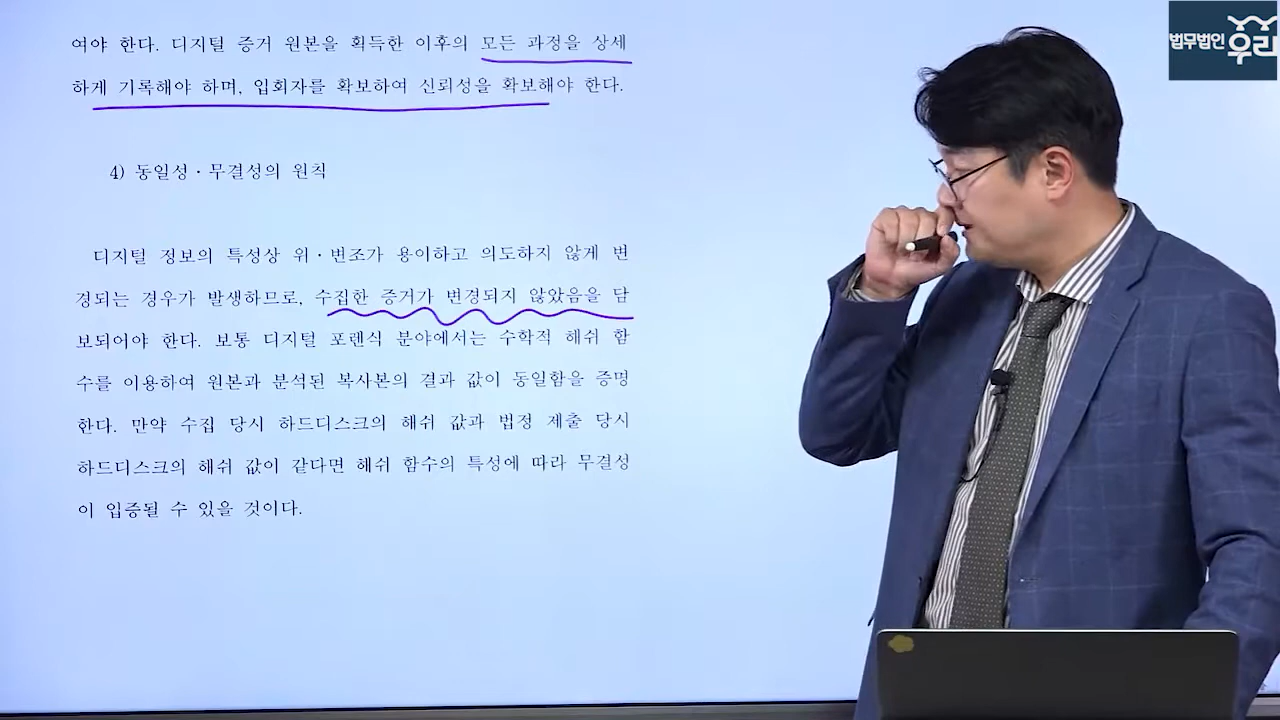 여야 한다. 디지털 증거 원본을 획득한 이후의 모든 과정을 상세
하게 기록해야 하며, 입회자를 확보하여 신뢰성을 확보해야 한다.
4) 동일성·무결성의 원칙
디지털 정보의 특성상 위·변조가 용이하고 의도하지 않게 변
경되는 경우가 발생하므로, 수집한 증거가 변경되지 않았음을 담
보되어야 한다. 보통 디지털 포렌식 분야에서는 수학적 해쉬 함
수를 이용하여 원본과 분석된 복사본의 결과 값이 동일함을 증명
한다. 만약 수집 당시 하드디스크의 해쉬 값과 법정 제출 당시
하드디스크의 해쉬 값이 같다면 해쉬 함수의 특성에 따라 무결성
이 입증될 수 있을 것이다.
법무법인 우리